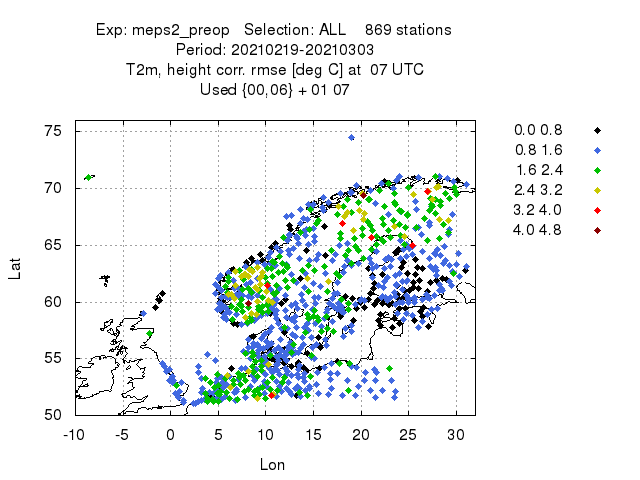 Exp: meps2_preop   Selection: ALL    869 stations
Period: 20210219-20210303
T2m, height corr. rmse [deg C] at  07 UTC
Used {00,06} + 01 07
0.0 0.8
0.8 1.6
1.6 2.4
2.4 3.2
3.2 4.0
4.0 4.8
75
70
65
60
55
50
Lat
-10 -5 0 5 10 15 20 25 30
Lon